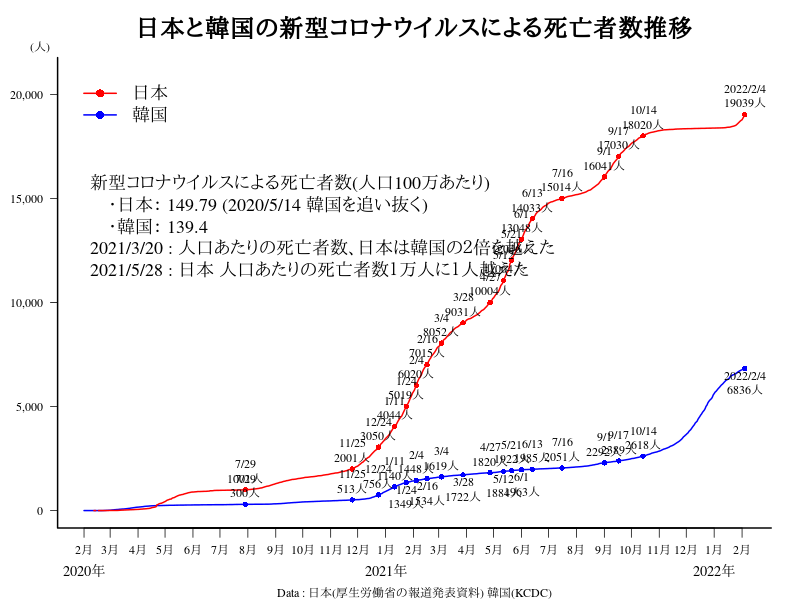 日本と韓国の新型コロナウイルスによる死亡者数推移
(人)
20,000
15,000
10,000
5,000
0
日本
韓国
新型コロナウイルスによる死亡者数(人口100万あたり)
・日本: 149.79 (2020/5/14 韓国を追い抜く)
・韓国: 139.4
2021/3/20 : 人口あたりの死亡者数、日本は韓国の2倍を越えた
2021/5/28 : 日本 人口あたりの死亡者数1万人に1人越えた
2022/2/4
19039人
10/14
18020人
9/17
17030人
9/1
16041人
7/16
15014人
6/13
14033人
6/1
13048人
4/27
10004人
3/28
9031人
3/4
8052人
2/16
7015人
2/4
6020人
1/24
5019人
1/11
4044人
12/24
3050人
11/25
2001人
7/29
7/29
300人
11/25
513人
12/24
756人
1/11
1140人
1/24
1349人
2/4
1448人
2/16
1534人
3/4
1619人
3/28
1722人
4/27
1820人
5/12
1884人
5/21
1922人
6/1
1963人
6/13
1985人
7/16
2051人
9/1
2292人
9/17
2389人
10/14
2618人
2022/2/4
6836人
2月 3月 4月 5月 6月 7月 8月 9月 10月 11月 12月 1月 2月 3月 4月 5月 6月 7月 8月 9月 10月 11月 12月 1月 2月
2020年 2021年 2022年
Data : 日本(厚生労働省の報道発表資料) 韓国(KCDC)